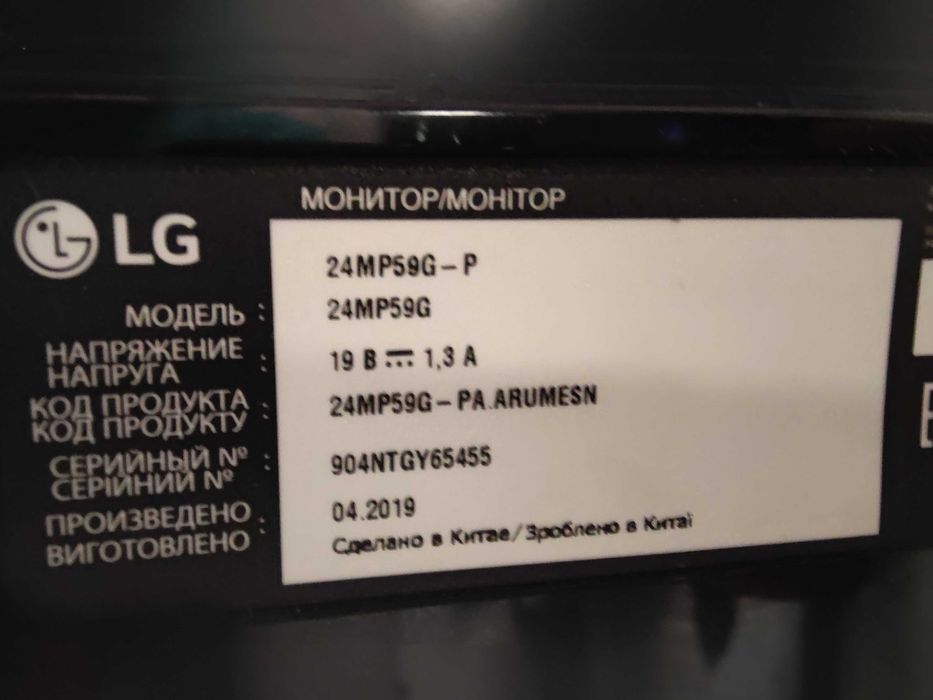 МОНИТОР/МОНІТОР
LG
24MP59G-P
МОДЕЛЬ : 24MP59G
НАПРЯЖЕНИЕ
НАПРУГА : 19 В ⎓ 1,3 А
КОД ПРОДУКТА
КОД ПРОДУКТУ : 24MP59G-PA.ARUMESN
СЕРИЙНЫЙ №
СЕРІЙНИЙ № : 904NTGY65455
ПРОИЗВЕДЕНО
ВИГОТОВЛЕНО : 04.2019
Сделано в Китае/Зроблено в Китаї